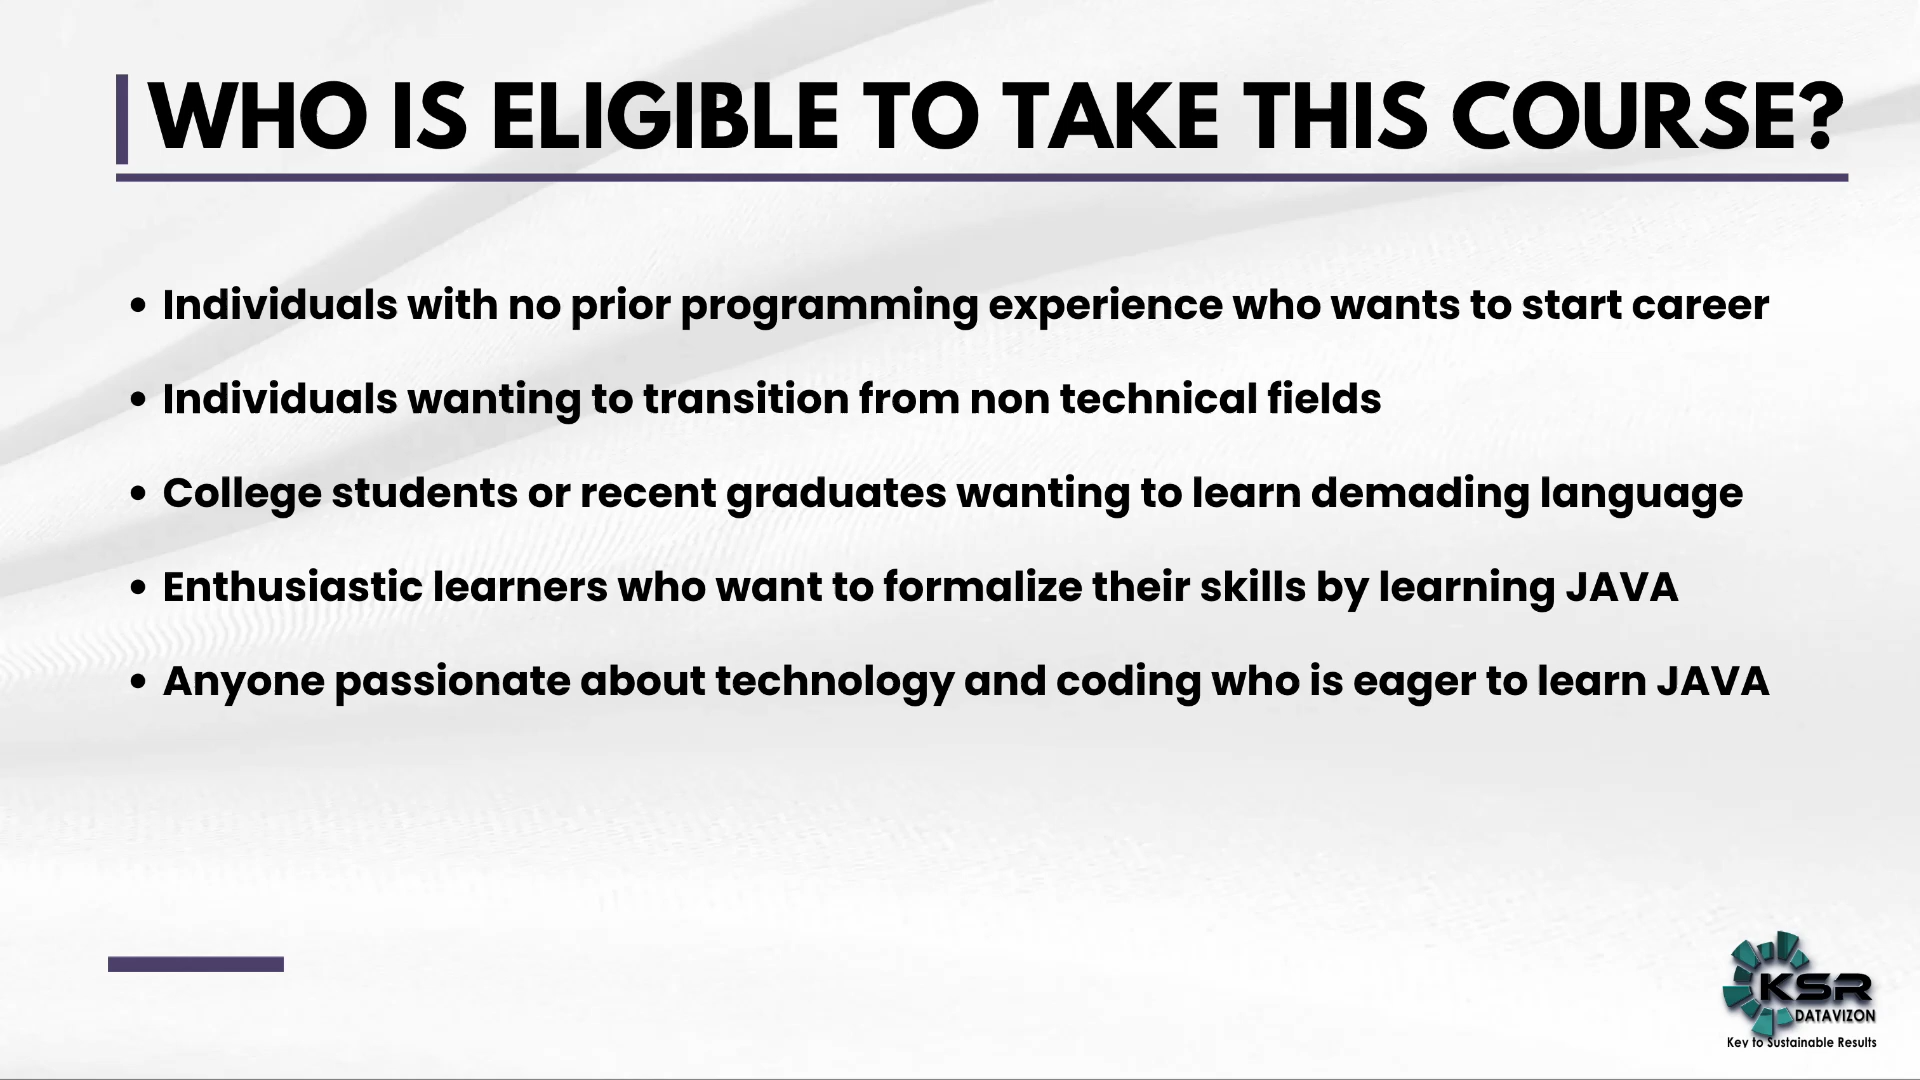 WHO IS ELIGIBLE TO TAKE THIS COURSE?
• Individuals with no prior programming experience who wants to start career
• Individuals wanting to transition from non technical fields
• College students or recent graduates wanting to learn demading language
• Enthusiastic learners who want to formalize their skills by learning JAVA
• Anyone passionate about technology and coding who is eager to learn JAVA
KSR
DATAVIZON
Key to Sustainable Results